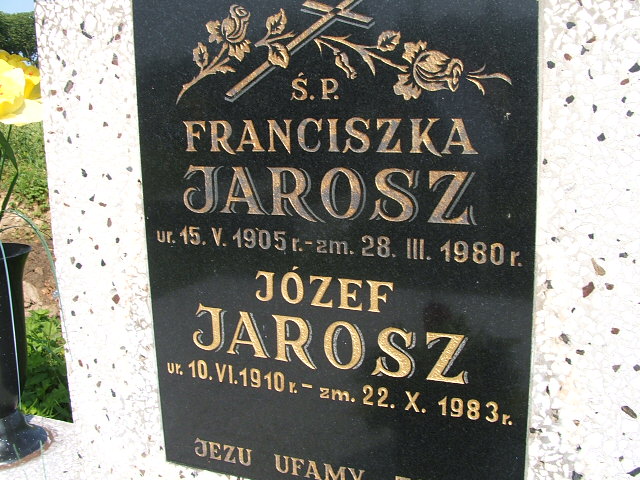 Ś.P.
FRANCISZKA
JAROSZ
ur. 15. V. 1905 r. - zm. 28. III. 1980 r.
JÓZEF
JAROSZ
ur. 10. VI. 1910 r. - zm. 22. X. 1983 r.
JEZU UFAMY